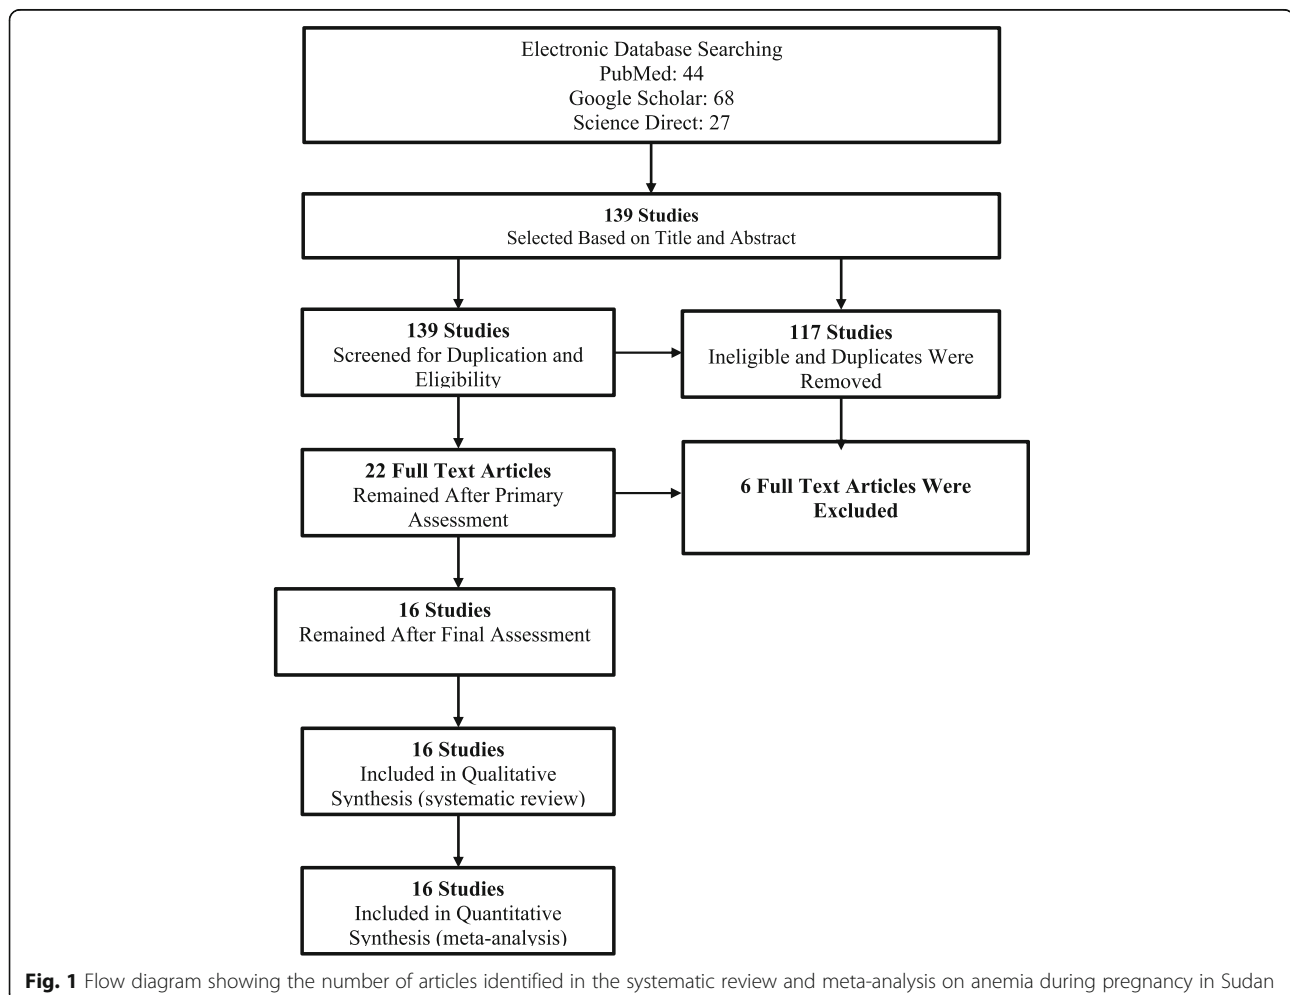 Electronic Database Searching
PubMed: 44
Google Scholar: 68
Science Direct: 27
139 Studies
Selected Based on Title and Abstract
139 Studies
Screened for Duplication and
Eligibility
117 Studies
Ineligible and Duplicates Were
Removed
22 Full Text Articles
Remained After Primary
Assessment
6 Full Text Articles Were
Excluded
16 Studies
Remained After Final Assessment
16 Studies
Included in Qualitative
Synthesis (systematic review)
16 Studies
Included in Quantitative
Synthesis (meta-analysis)
Fig. 1 Flow diagram showing the number of articles identified in the systematic review and meta-analysis on anemia during pregnancy in Sudan